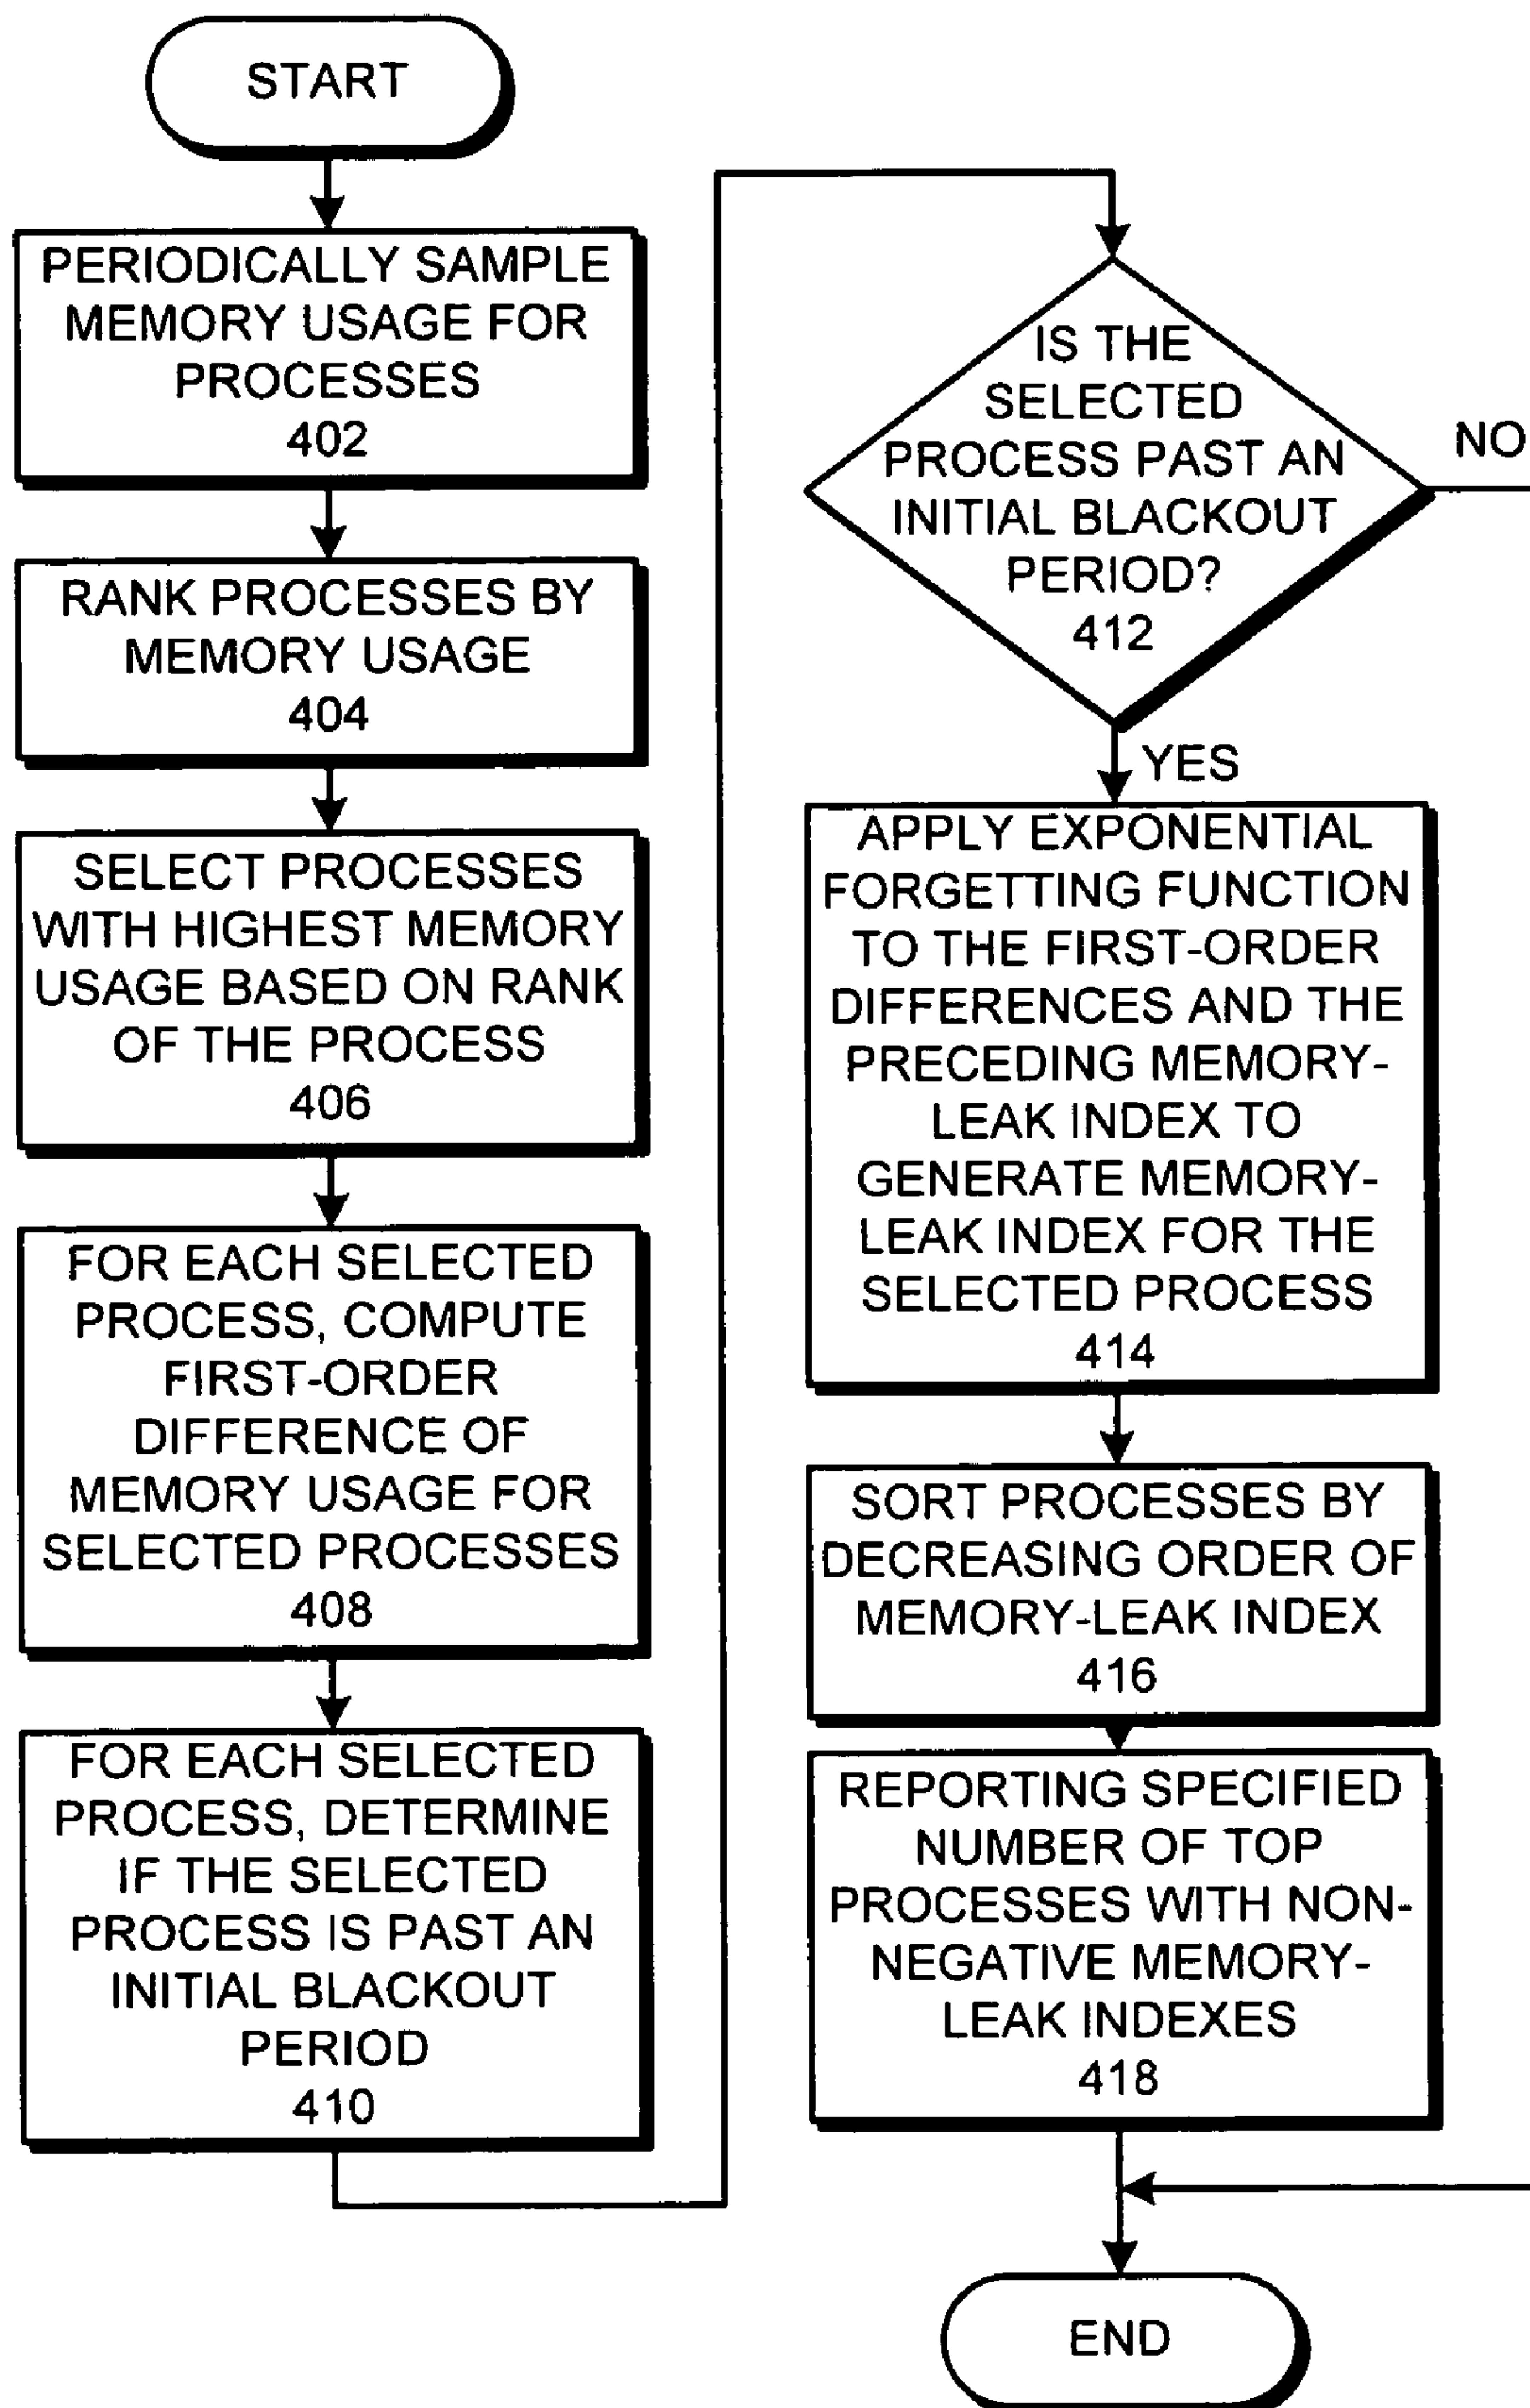 START
PERIODICALLY SAMPLE
MEMORY USAGE FOR
PROCESSES
402
RANK PROCESSES BY
MEMORY USAGE
404
SELECT PROCESSES
WITH HIGHEST MEMORY
USAGE BASED ON RANK
OF THE PROCESS
406
FOR EACH SELECTED
PROCESS, COMPUTE
FIRST-ORDER
DIFFERENCE OF
MEMORY USAGE FOR
SELECTED PROCESSES
408
FOR EACH SELECTED
PROCESS, DETERMINE
IF THE SELECTED
PROCESS IS PAST AN
INITIAL BLACKOUT
PERIOD
410
IS THE
SELECTED
PROCESS PAST AN
INITIAL BLACKOUT
PERIOD?
412
NO
YES
APPLY EXPONENTIAL
FORGETTING FUNCTION
TO THE FIRST-ORDER
DIFFERENCES AND THE
PRECEDING MEMORY-
LEAK INDEX TO
GENERATE MEMORY-
LEAK INDEX FOR THE
SELECTED PROCESS
414
SORT PROCESSES BY
DECREASING ORDER OF
MEMORY-LEAK INDEX
416
REPORTING SPECIFIED
NUMBER OF TOP
PROCESSES WITH NON-
NEGATIVE MEMORY-
LEAK INDEXES
418
END